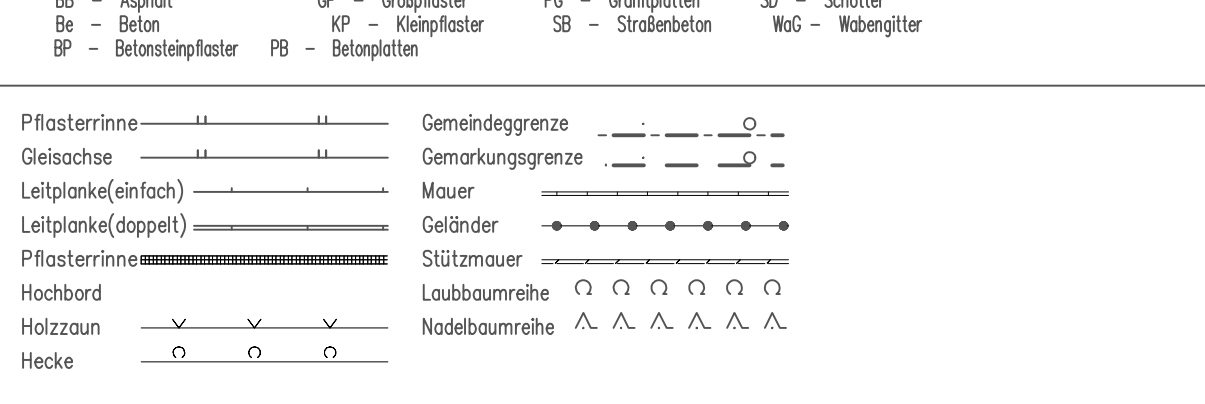 BB – Asphalt GP – Großpflaster PG – Granitplatten SD – Schotter
Be – Beton KP – Kleinpflaster SB – Straßenbeton WaG – Wabengitter
BP – Betonsteinpflaster PB – Betonplatten
Pflasterrinne
Gleisachse
Leitplanke(einfach)
Leitplanke(doppelt)
Pflasterrinne
Hochbord
Holzzaun
Hecke
Gemeindeggrenze
Gemarkungsgrenze
Mauer
Geländer
Stützmauer
Laubbaumreihe
Nadelbaumreihe